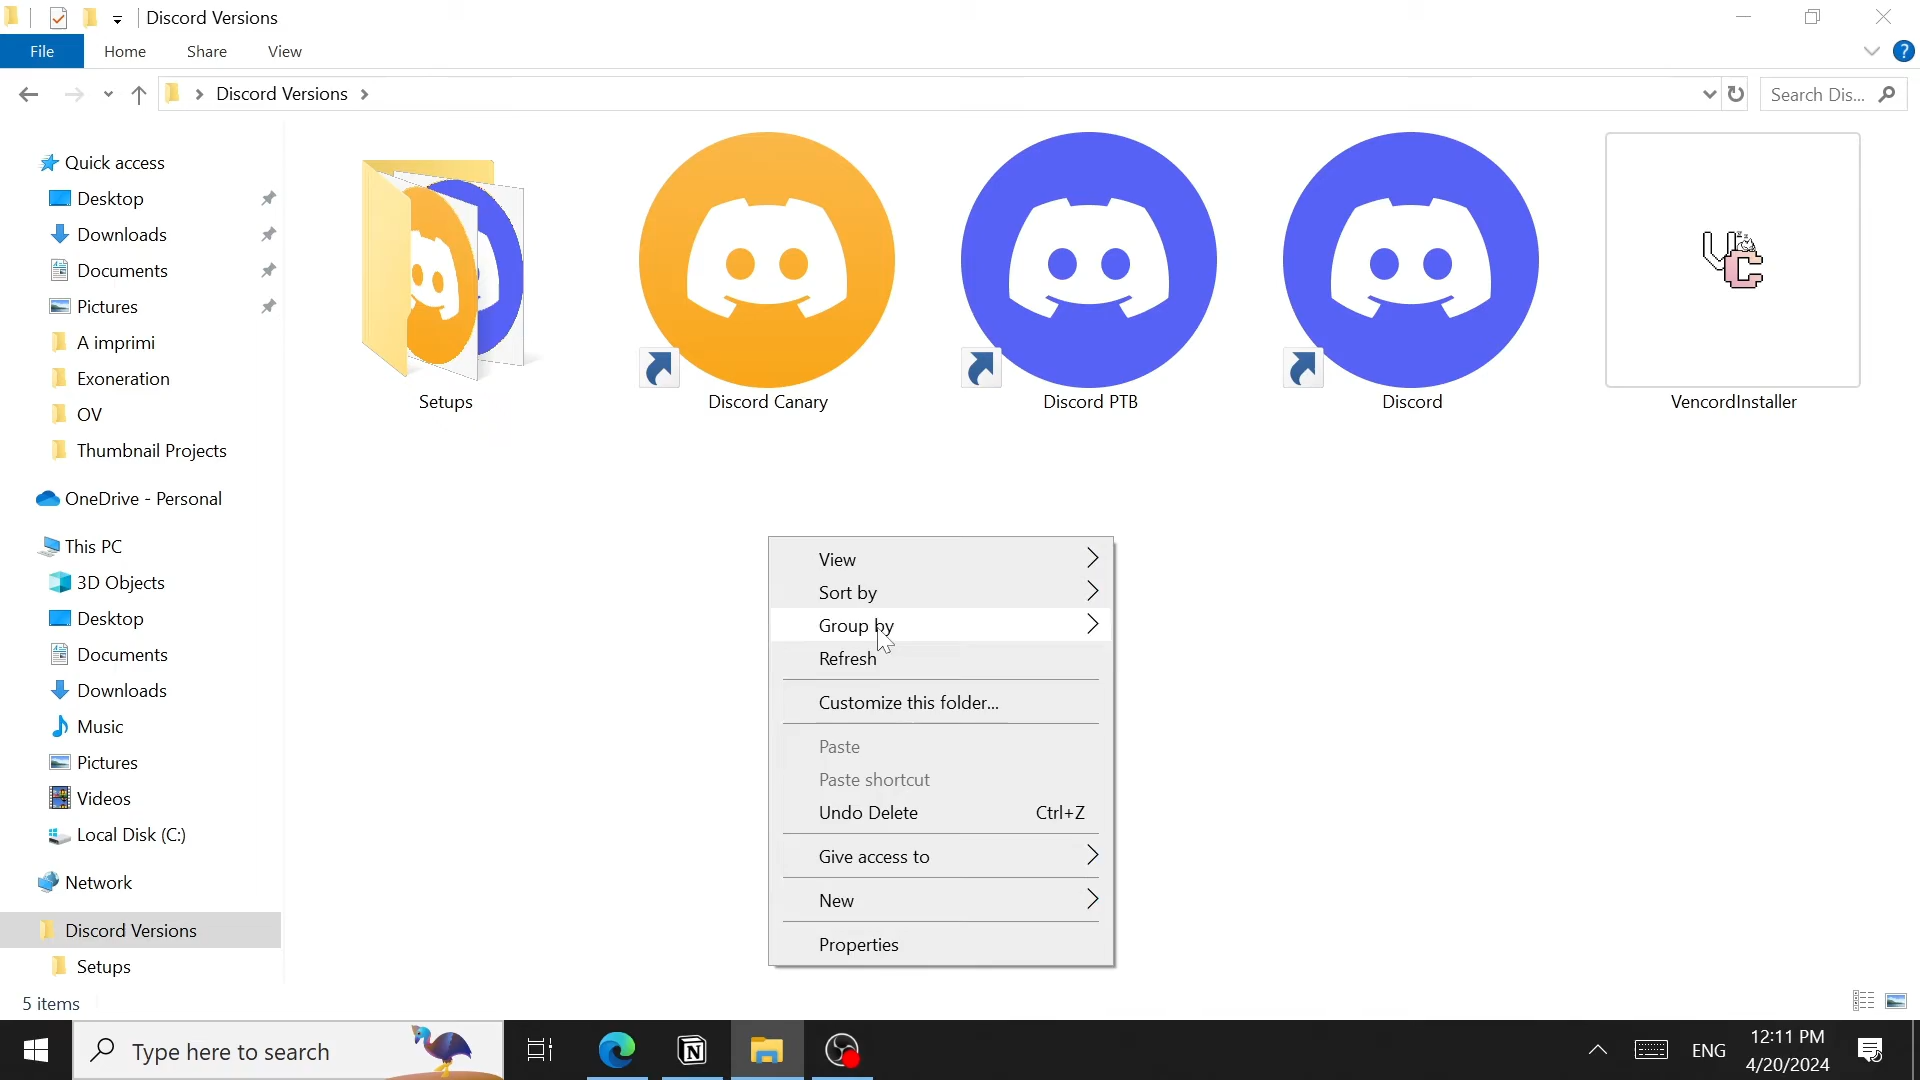 Discord Versions
File
Home
Share
View
Discord Versions
Search Dis...
Quick access
Desktop
Downloads
Documents
Pictures
A imprimi
Exoneration
OV
Thumbnail Projects
OneDrive - Personal
This PC
3D Objects
Desktop
Documents
Downloads
Music
Pictures
Videos
Local Disk (C:)
Network
Discord Versions
Setups
Setups
Discord Canary
Discord PTB
Discord
VencordInstaller
View
Sort by
Group by
Refresh
Customize this folder...
Paste
Paste shortcut
Undo Delete Ctrl+Z
Give access to
New
Properties
5 items
Type here to search
ENG
12:11 PM
4/20/2024